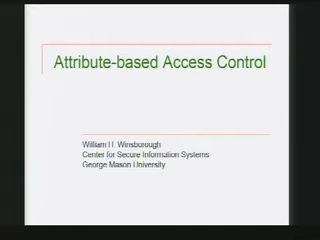 Attribute-based Access Control
William H. Winsborough
Center for Secure Information Systems
George Mason University